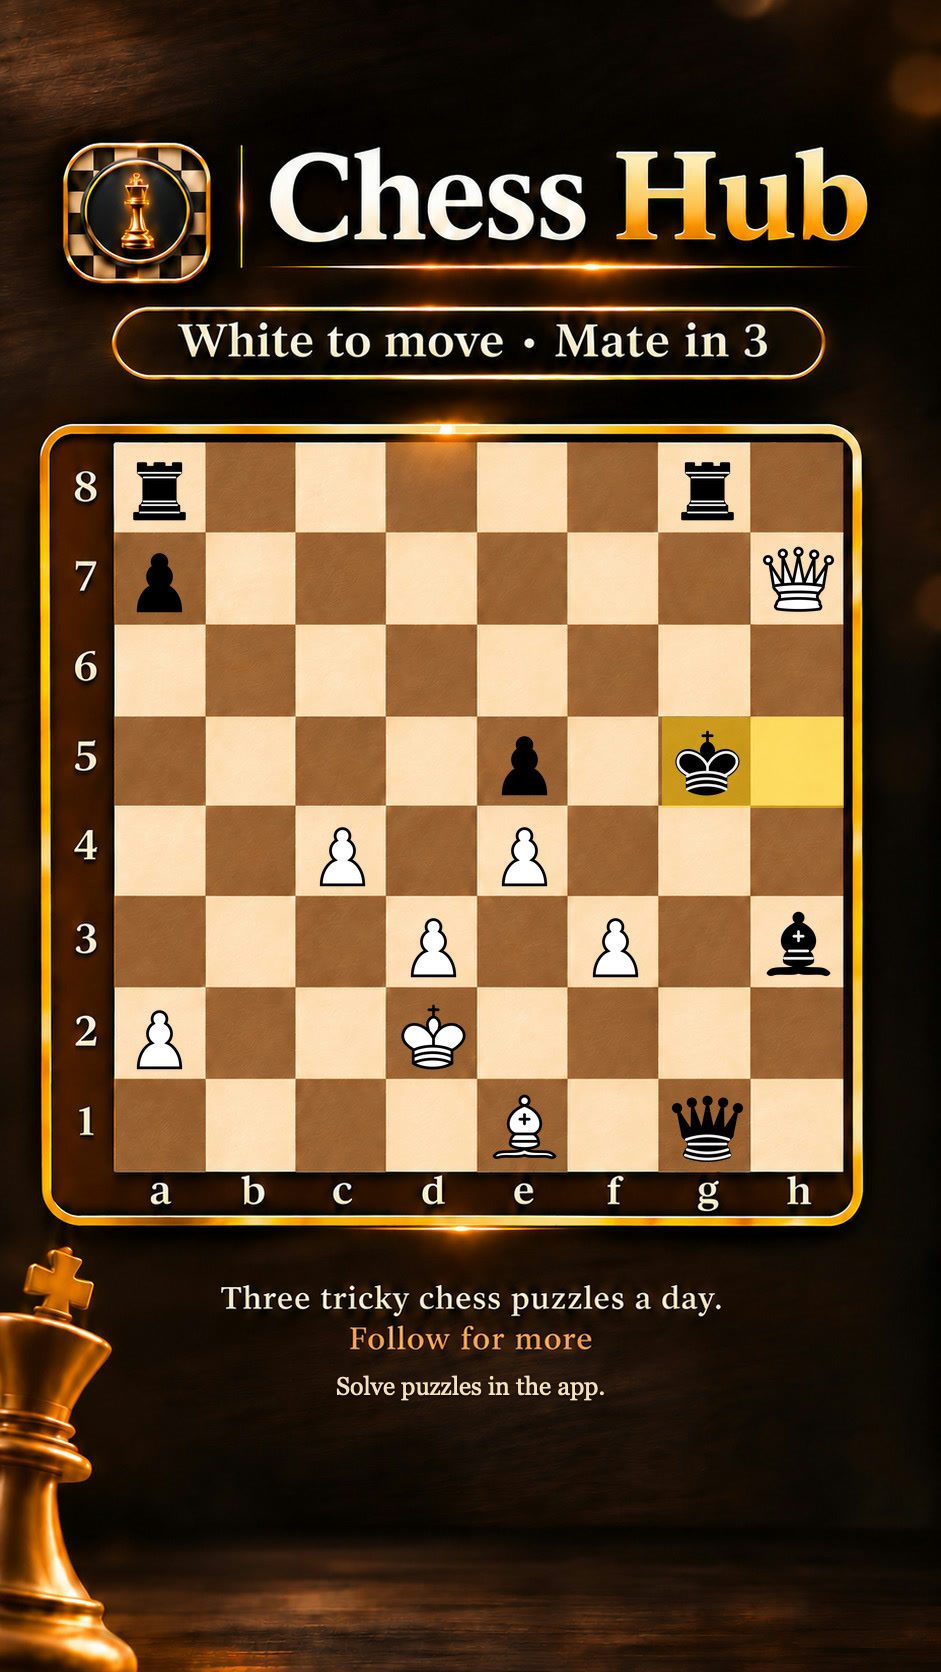 Chess Hub
White to move • Mate in 3
8
7
6
5
4
3
2
1
a b c d e f g h
Three tricky chess puzzles a day.
Follow for more
Solve puzzles in the app.